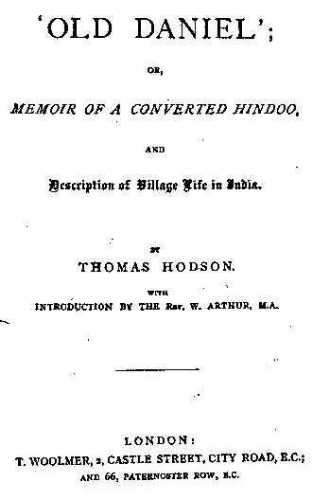 'OLD DANIEL';
OR,
MEMOIR OF A CONVERTED HINDOO,
AND
Description of Village Life in India.
BY
THOMAS HODSON.
WITH
INTRODUCTION BY THE REV. W. ARTHUR, M.A.
LONDON:
T. WOOLMER, 2, CASTLE STREET, CITY ROAD, E.C.;
AND 66, PATERNOSTER ROW, E.C.